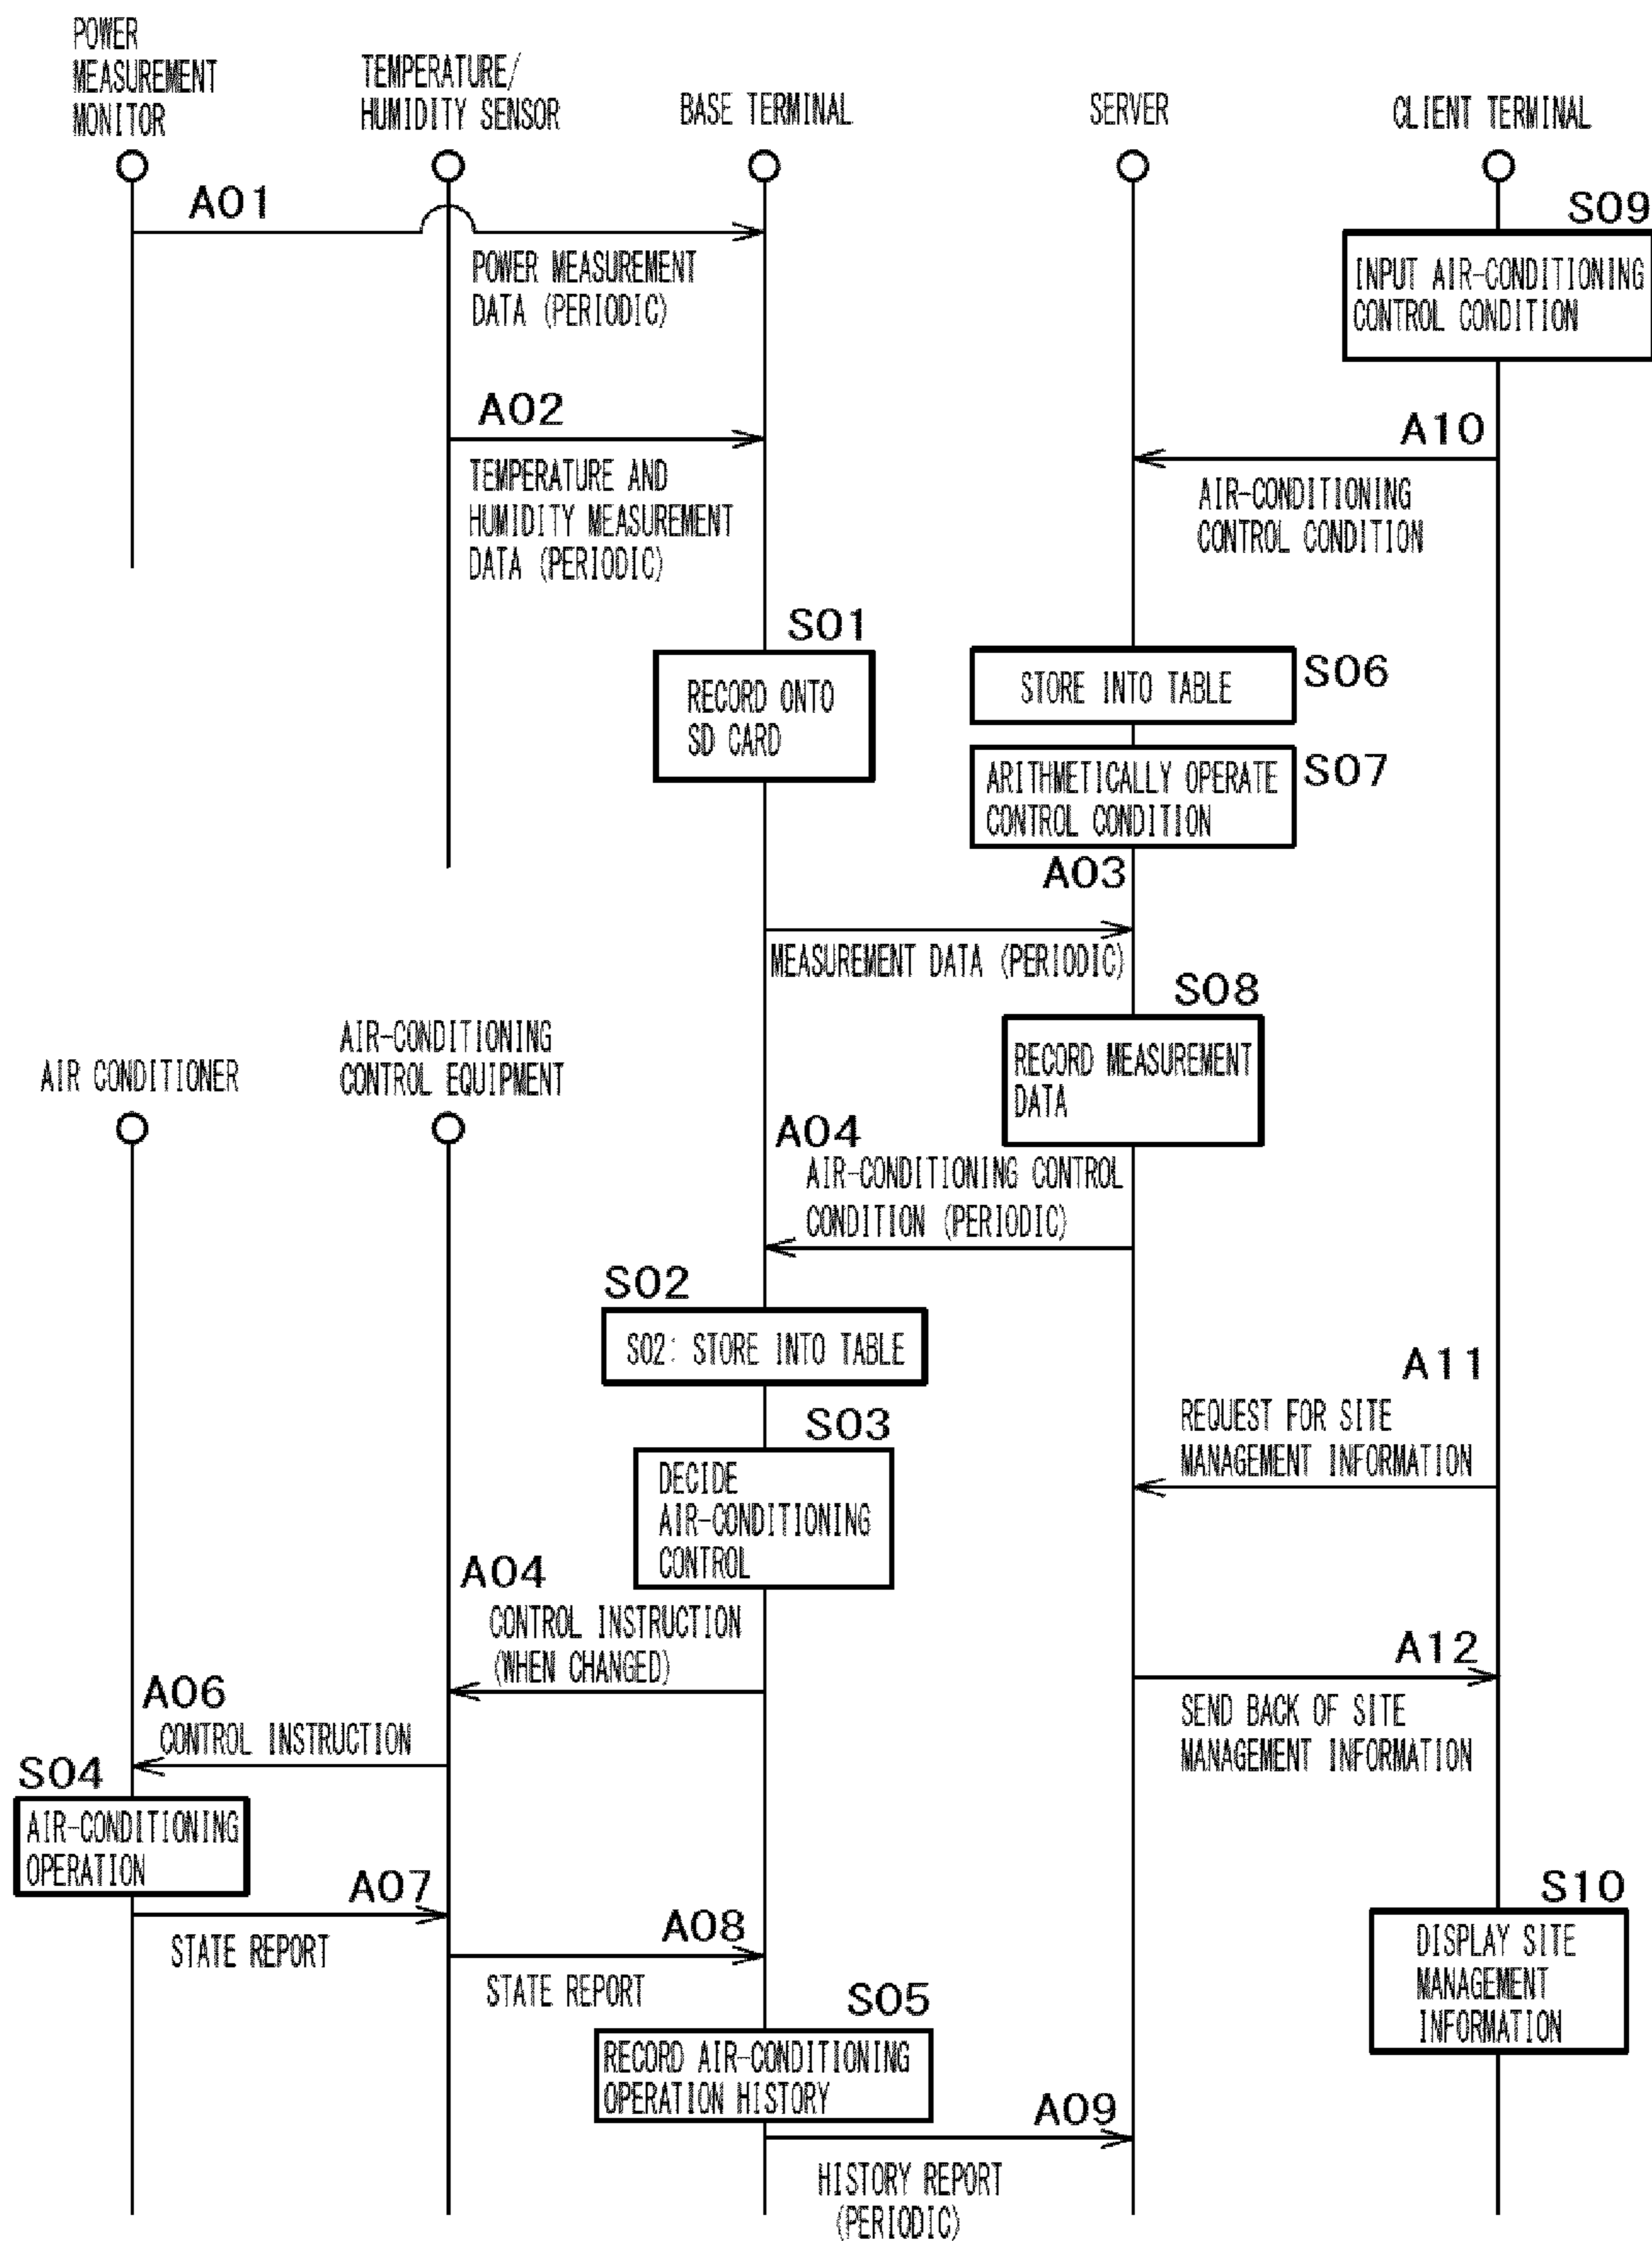 POWER
MEASUREMENT
MONITOR
TEMPERATURE/
HUMIDITY SENSOR
BASE TERMINAL
SERVER
CLIENT TERMINAL
A01
POWER MEASUREMENT
DATA (PERIODIC)
S09
INPUT AIR-CONDITIONING
CONTROL CONDITION
A02
TEMPERATURE AND
HUMIDITY MEASUREMENT
DATA (PERIODIC)
A10
AIR-CONDITIONING
CONTROL CONDITION
S01
RECORD ONTO
SD CARD
STORE INTO TABLE
S06
ARITHMETICALLY OPERATE
CONTROL CONDITION
S07
A03
MEASUREMENT DATA (PERIODIC)
S08
RECORD MEASUREMENT
DATA
AIR CONDITIONER
AIR-CONDITIONING
CONTROL EQUIPMENT
A04
AIR-CONDITIONING CONTROL
CONDITION (PERIODIC)
S02
S02: STORE INTO TABLE
A11
REQUEST FOR SITE
MANAGEMENT INFORMATION
S03
DECIDE
AIR-CONDITIONING
CONTROL
A04
CONTROL INSTRUCTION
(WHEN CHANGED)
A12
SEND BACK OF SITE
MANAGEMENT INFORMATION
A06
CONTROL INSTRUCTION
S04
AIR-CONDITIONING
OPERATION
A07
STATE REPORT
A08
STATE REPORT
S10
DISPLAY SITE
MANAGEMENT
INFORMATION
S05
RECORD AIR-CONDITIONING
OPERATION HISTORY
A09
HISTORY REPORT
(PERIODIC)